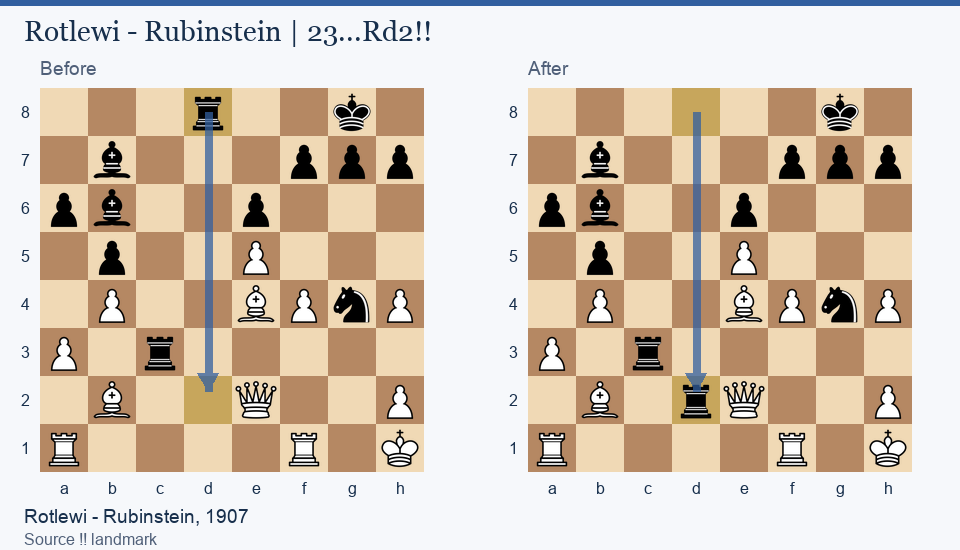 Rotlewi - Rubinstein | 23...Rd2!!
Before
After
8
7
6
5
4
3
2
1
a b c d e f g h
8
7
6
5
4
3
2
1
a b c d e f g h
Rotlewi - Rubinstein, 1907
Source !! landmark